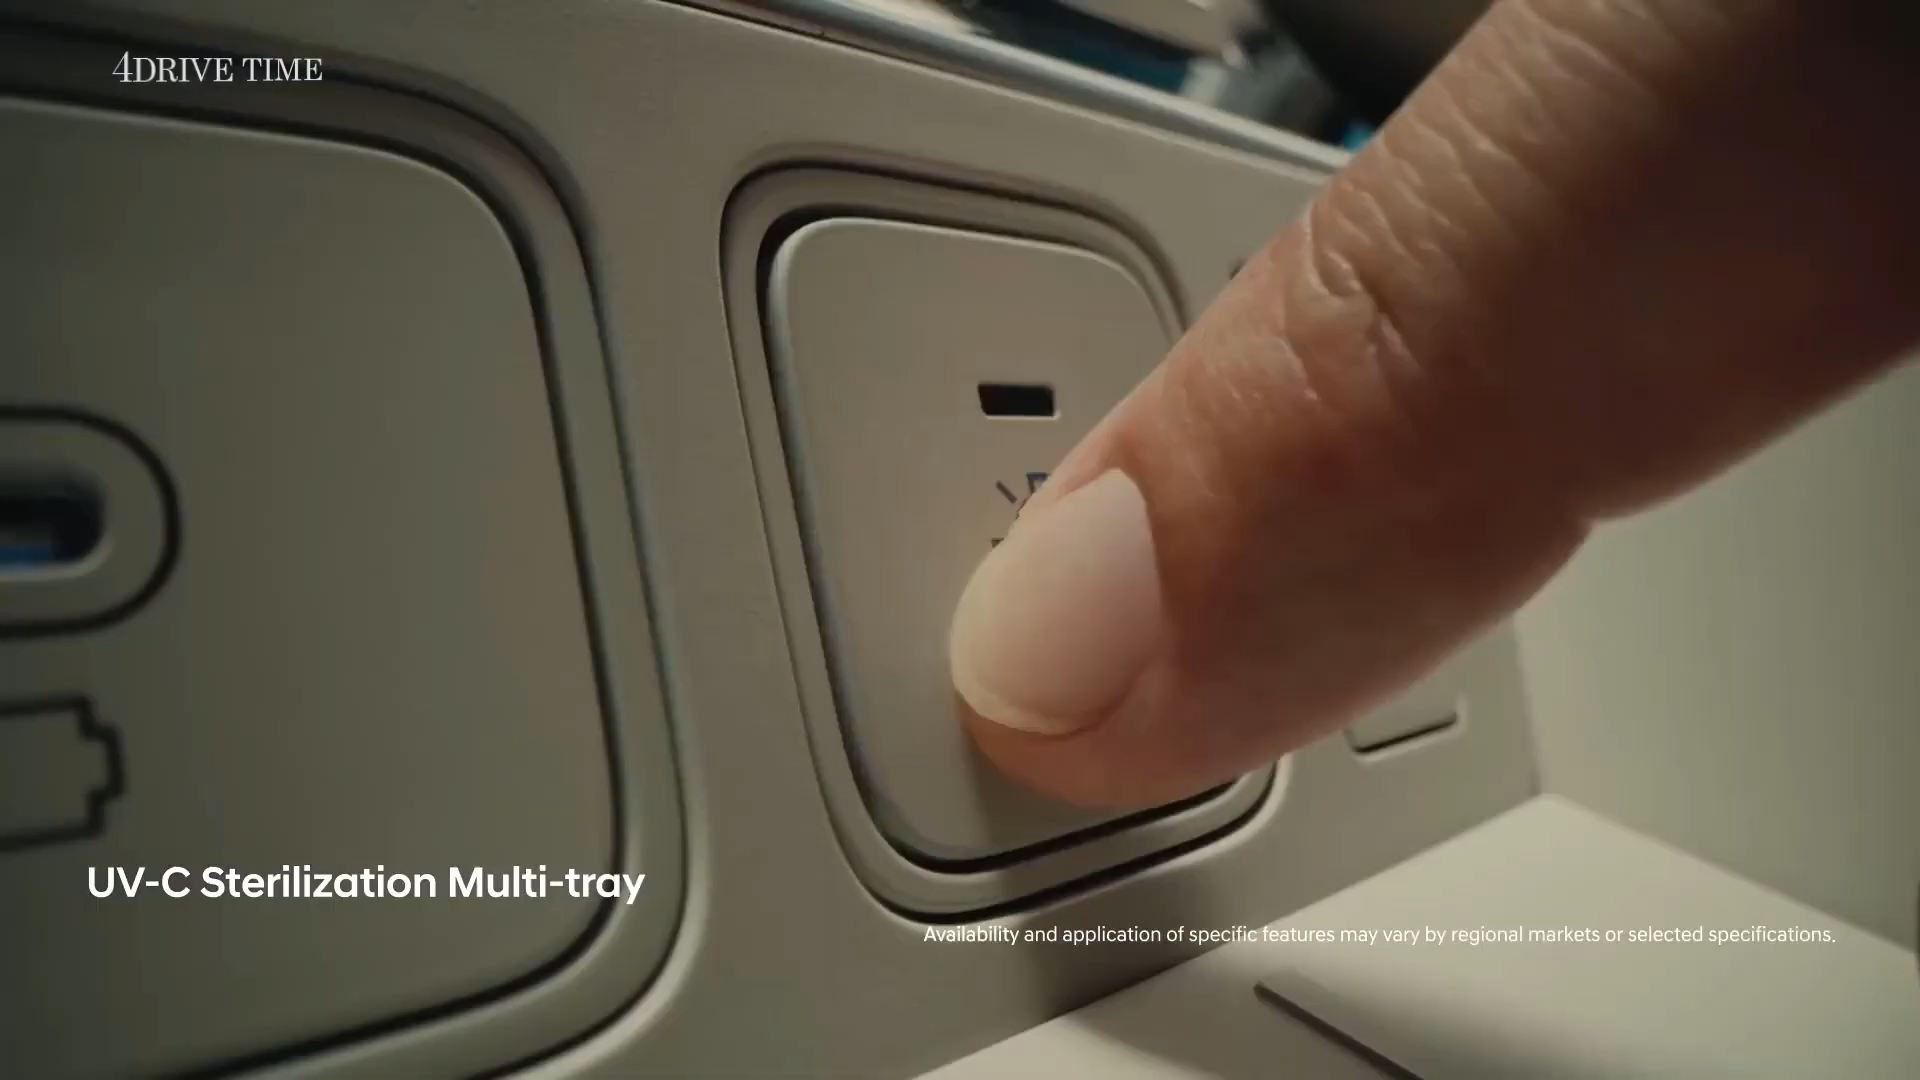 4DRIVE TIME
UV-C Sterilization Multi-tray
Availability and application of specific features may vary by regional markets or selected specifications.